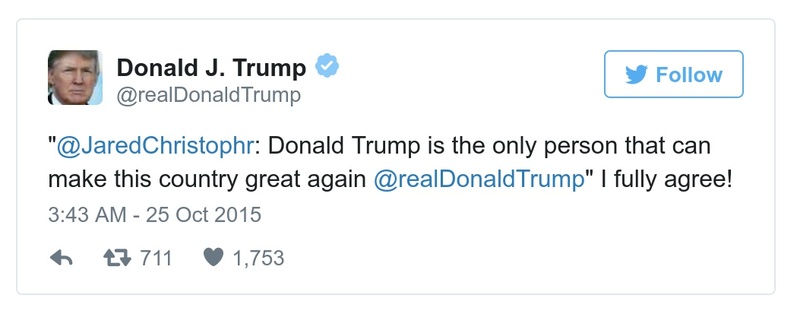 Donald J. Trump
@realDonaldTrump
Follow
"@JaredChristophr: Donald Trump is the only person that can
make this country great again @realDonaldTrump" I fully agree!
3:43 AM - 25 Oct 2015
711 1,753